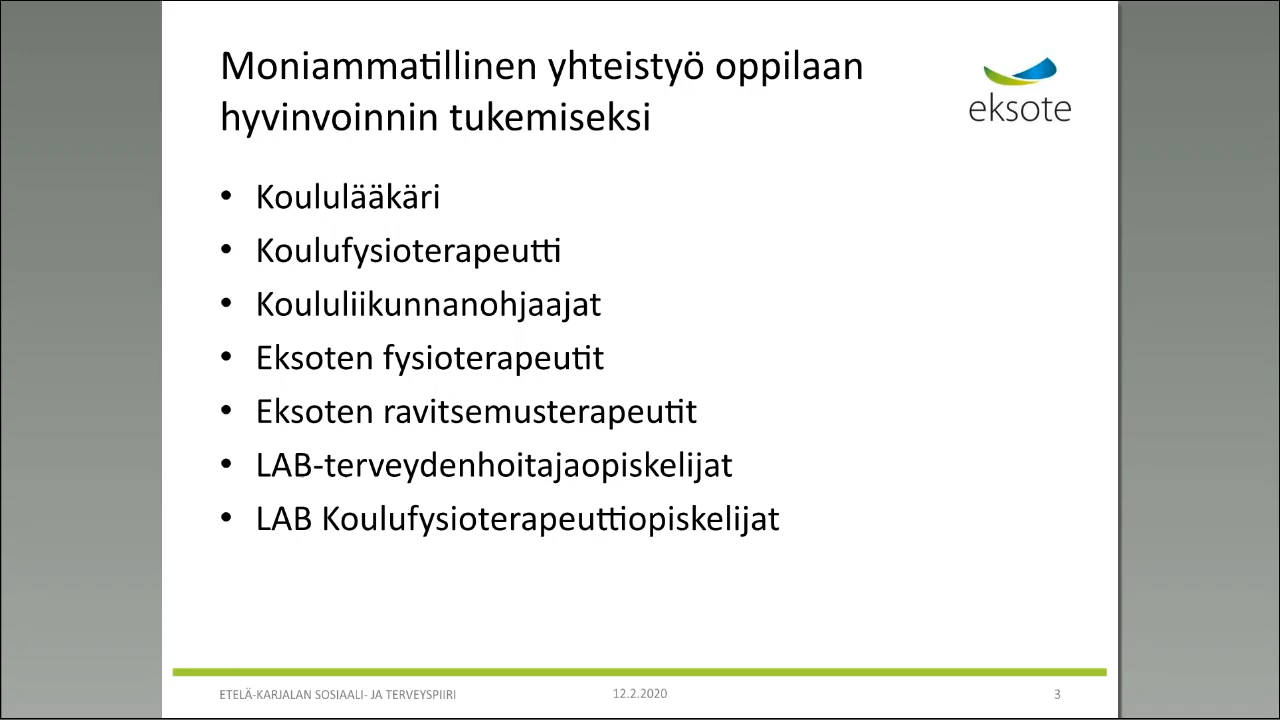 Moniammatillinen yhteistyö oppilaan
hyvinvoinnin tukemiseksi
eksote
• Koululääkäri
• Koulufysioterapeutti
• Koululiikunnanohjaajat
• Eksoten fysioterapeutit
• Eksoten ravitsemusterapeutit
• LAB-terveydenhoitajaopiskelijat
• LAB Koulufysioterapeuttiopiskelijat
ETELÄ-KARJALAN SOSIAALI- JA TERVEYSPIIRI
12.2.2020
3